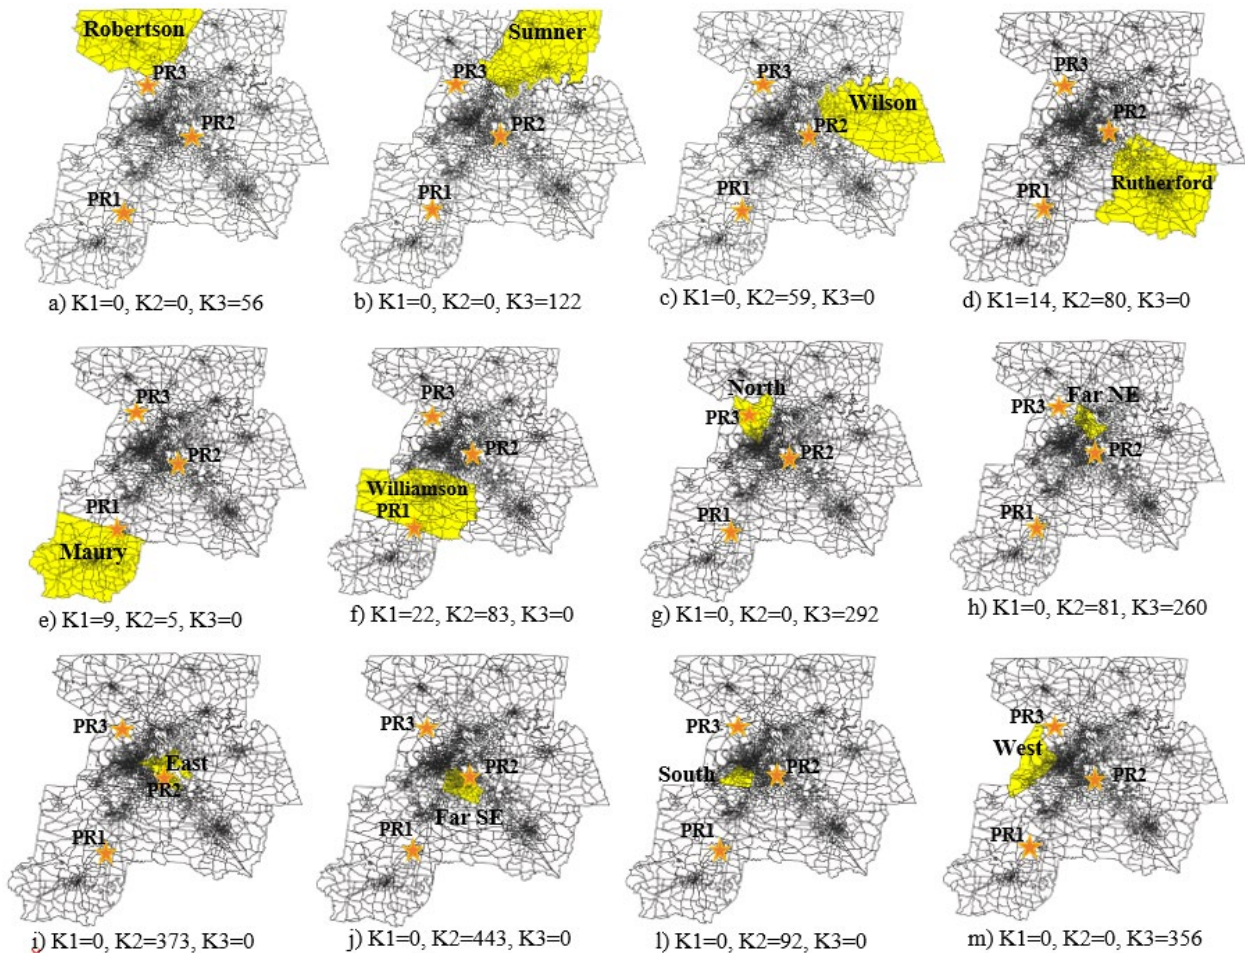 Robertson
PR3
PR2
PR1
a) K1=0, K2=0, K3=56
Sumner
PR3
PR2
PR1
b) K1=0, K2=0, K3=122
PR3
Wilson
PR2
PR1
c) K1=0, K2=59, K3=0
PR3
PR2
Rutherford
PR1
d) K1=14, K2=80, K3=0
PR3
PR2
PR1
Maury
e) K1=9, K2=5, K3=0
PR3
PR2
Williamson
PR1
f) K1=22, K2=83, K3=0
North
PR3
PR2
PR1
g) K1=0, K2=0, K3=292
Far NE
PR3
PR2
PR1
h) K1=0, K2=81, K3=260
PR3
East
PR2
PR1
i) K1=0, K2=373, K3=0
PR3
PR2
Far SE
PR1
j) K1=0, K2=443, K3=0
PR3
South
PR2
PR1
l) K1=0, K2=92, K3=0
PR3
West
PR2
PR1
m) K1=0, K2=0, K3=356